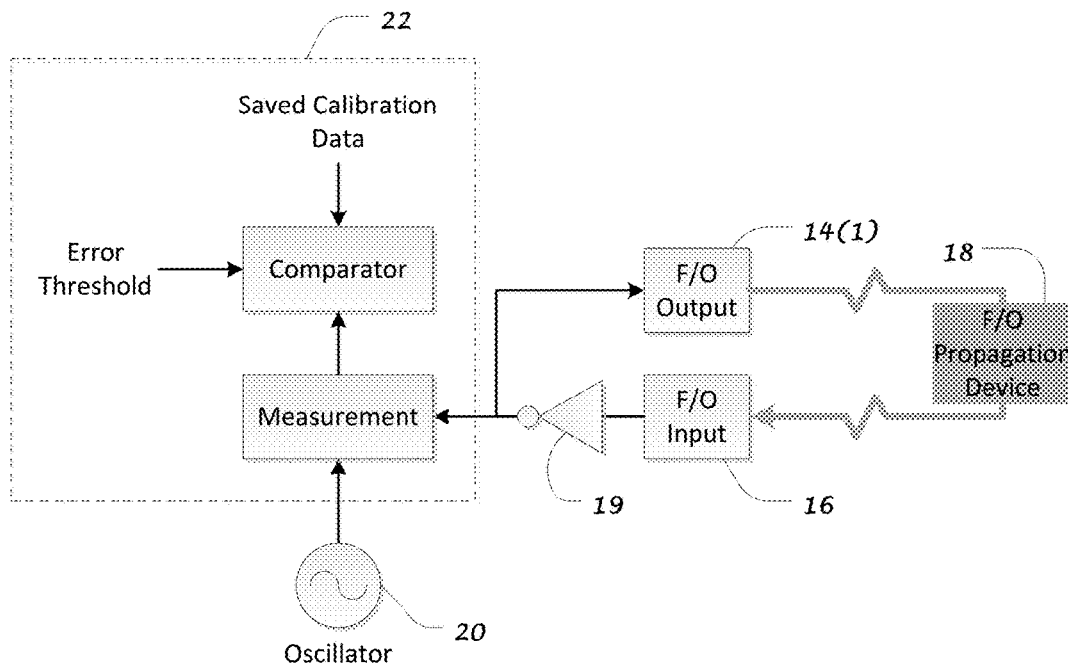 22
Saved Calibration
Data
Error
Threshold
Comparator
14(1)
F/O
Output
18
F/O
Propagation
Device
Measurement
F/O
Input
19
16
20
Oscillator